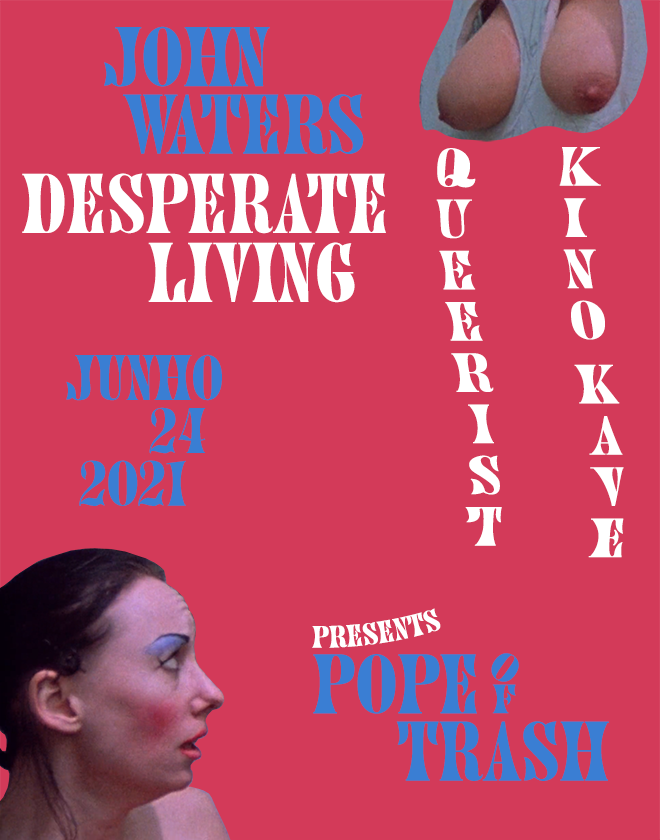 JOHN
WATERS
DESPERATE
LIVING
QUEERIST
KINO KAVE
JUNHO
24
2021
PRESENTS
POPE OF
TRASH